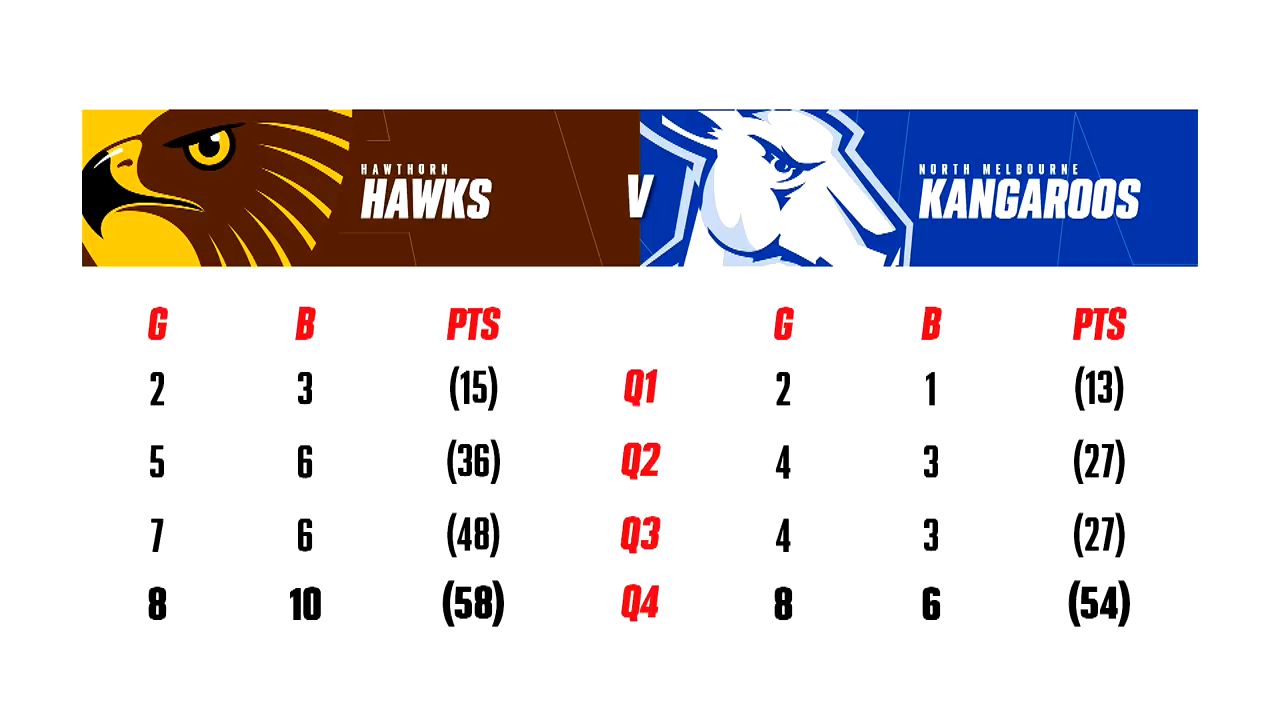 HAWTHORN
HAWKS
V
NORTH MELBOURNE
KANGAROOS
G B PTS G B PTS
2 3 (15) Q1 2 1 (13)
5 6 (36) Q2 4 3 (27)
7 6 (48) Q3 4 3 (27)
8 10 (58) Q4 8 6 (54)